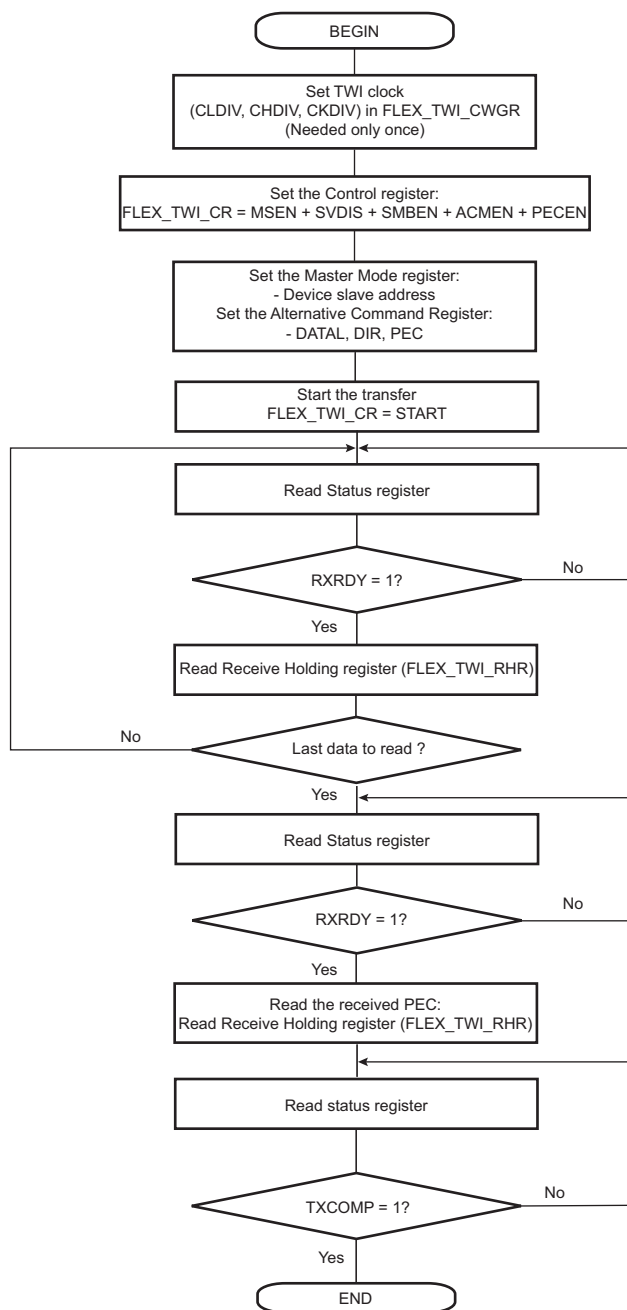 BEGIN
Set TWI clock
(CLDIV, CHDIV, CKDIV) in FLEX_TWI_CWGR
(Needed only once)
Set the Control register:
FLEX_TWI_CR = MSEN + SVDIS + SMBEN + ACMEN + PECEN
Set the Master Mode register:
- Device slave address
Set the Alternative Command Register:
- DATAL, DIR, PEC
Start the transfer
FLEX_TWI_CR = START
Read Status register
RXRDY = 1?
No
Yes
Read Receive Holding register (FLEX_TWI_RHR)
No
Last data to read ?
Yes
Read Status register
RXRDY = 1?
No
Yes
Read the received PEC:
Read Receive Holding register (FLEX_TWI_RHR)
Read status register
TXCOMP = 1?
No
Yes
END